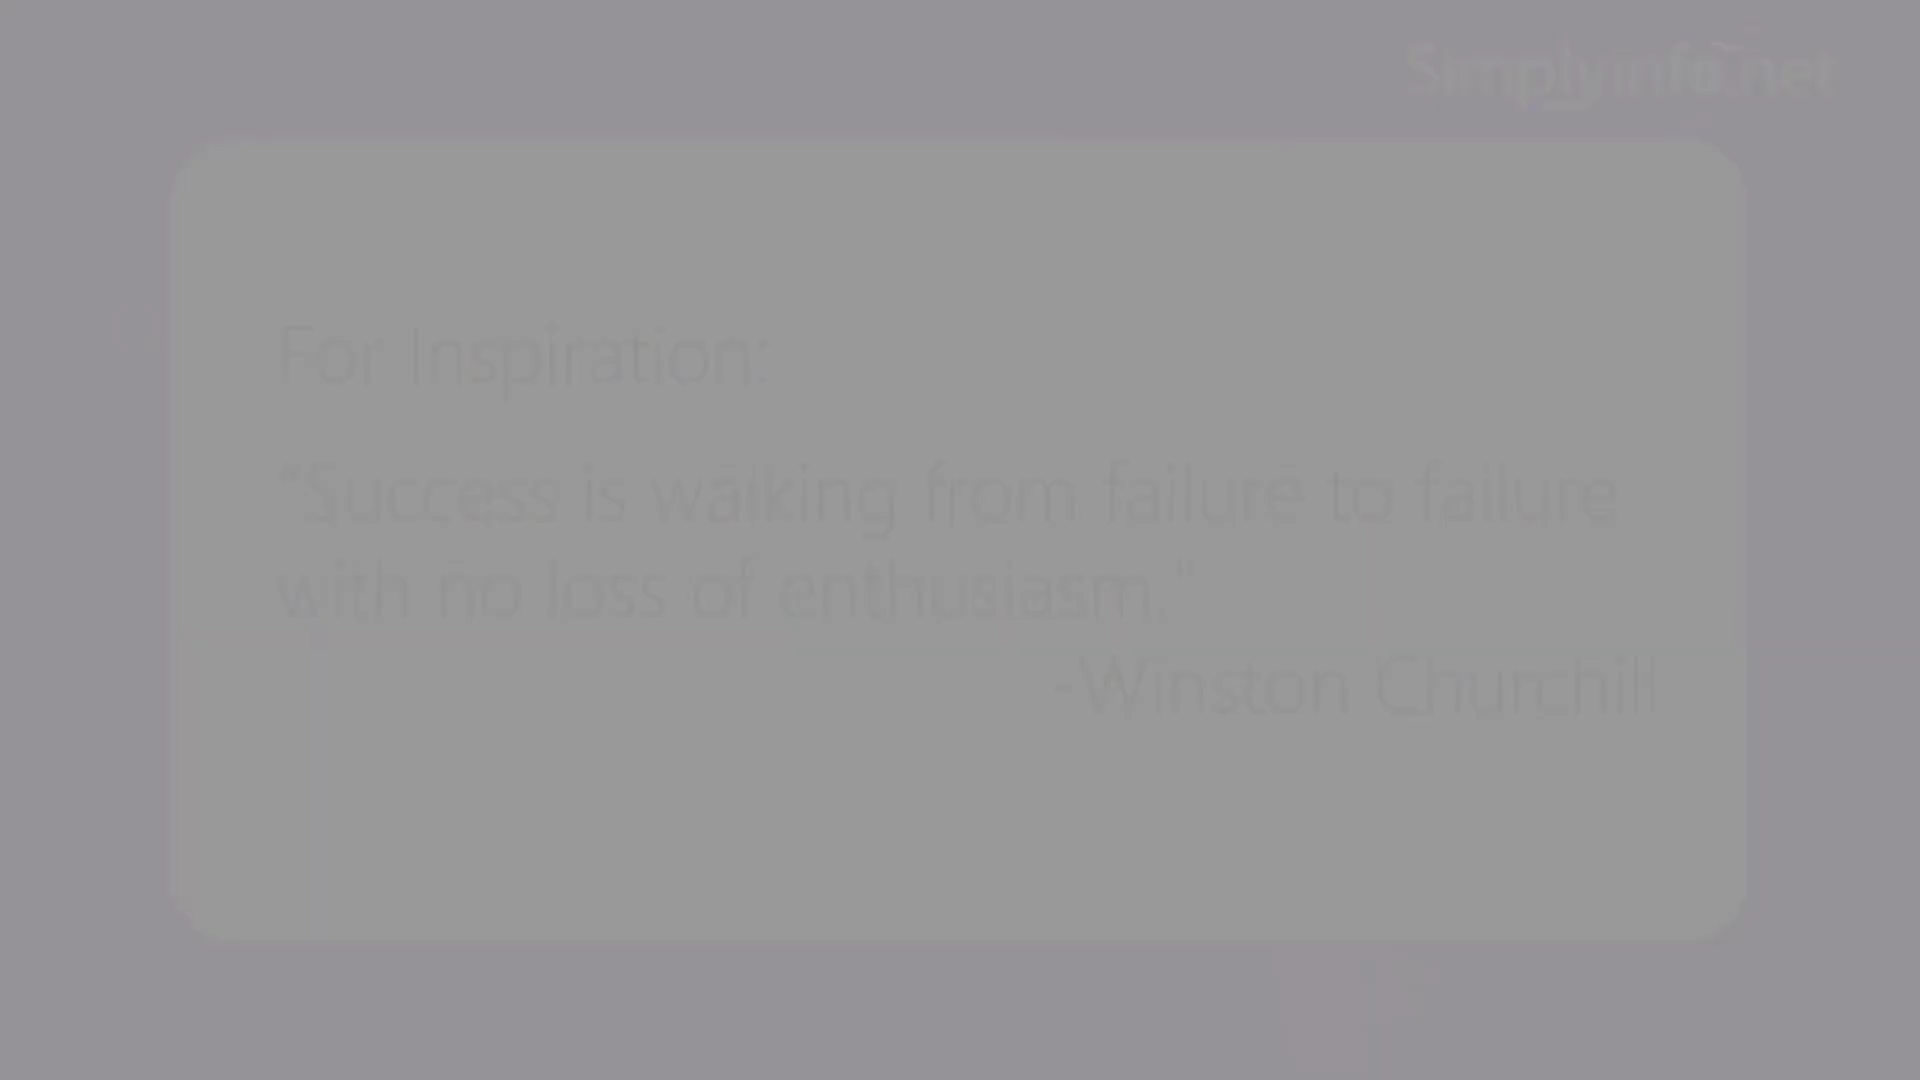 Simplyinfo.net
For Inspiration:
"Success is walking from failure to failure
with no loss of enthusiasm."
-Winston Churchill